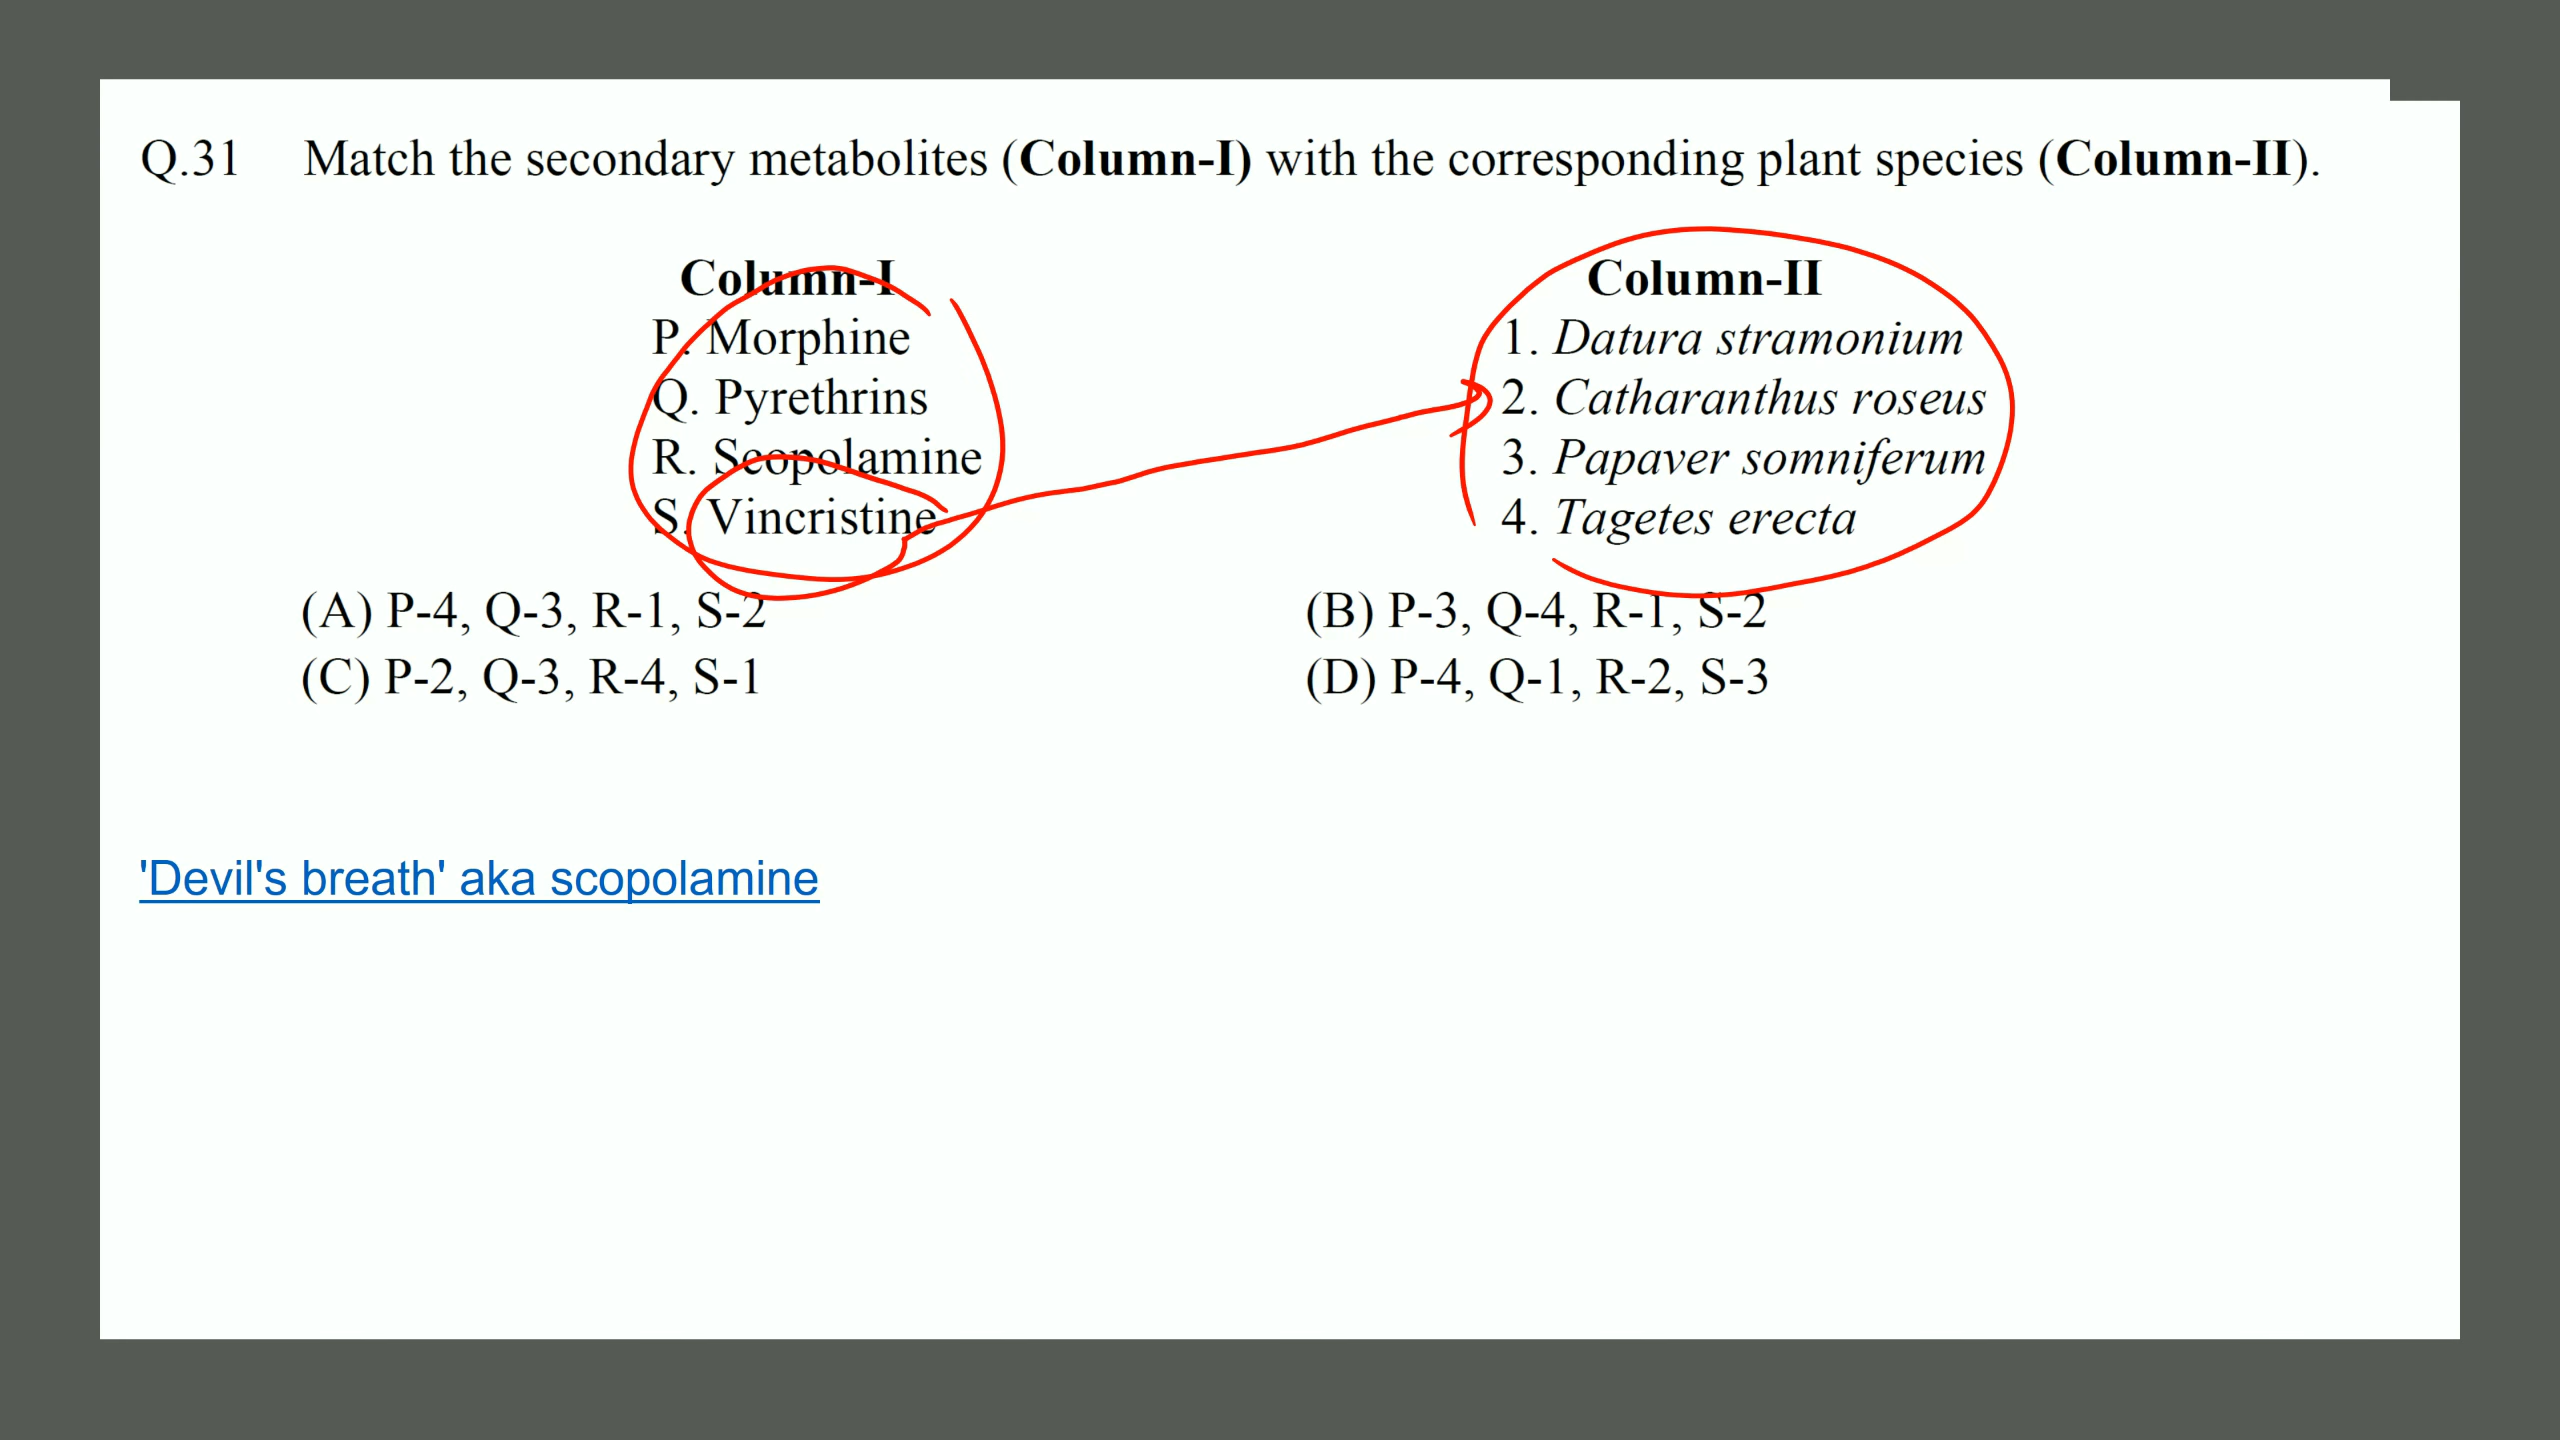 Q.31 Match the secondary metabolites (Column-I) with the corresponding plant species (Column-II).
Column-I Column-II
P. Morphine 1. Datura stramonium
Q. Pyrethrins 2. Catharanthus roseus
R. Scopolamine 3. Papaver somniferum
S. Vincristine 4. Tagetes erecta
(A) P-4, Q-3, R-1, S-2 (B) P-3, Q-4, R-1, S-2
(C) P-2, Q-3, R-4, S-1 (D) P-4, Q-1, R-2, S-3
'Devil's breath' aka scopolamine